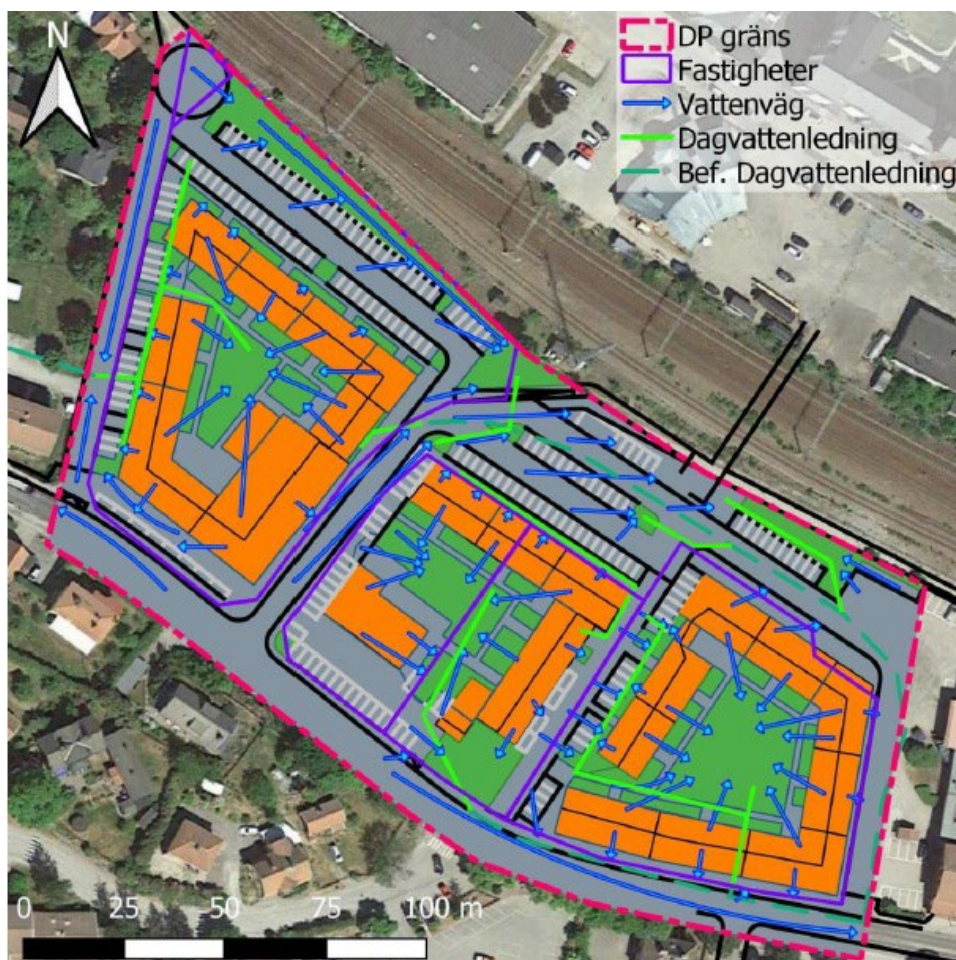 N
DP gräns
Fastigheter
Vattenväg
Dagvattenledning
Bef. Dagvattenledning
0 25 50 75 100 m